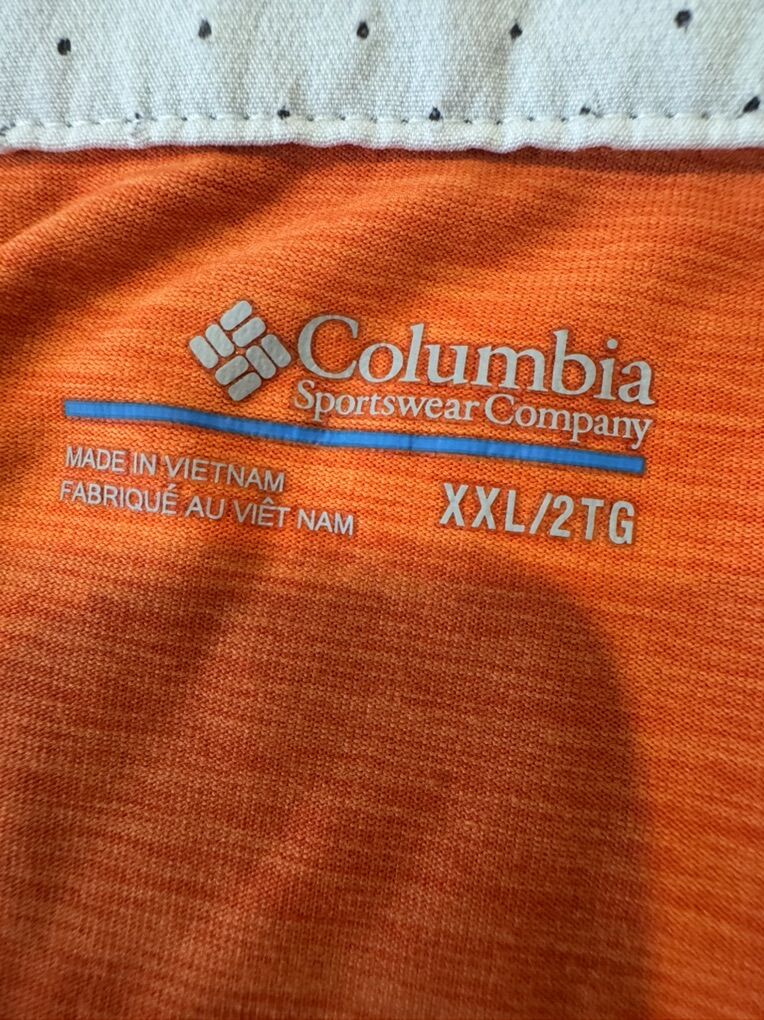 Columbia
Sportswear Company
MADE IN VIETNAM
FABRIQUÉ AU VIÊT NAM
XXL/2TG